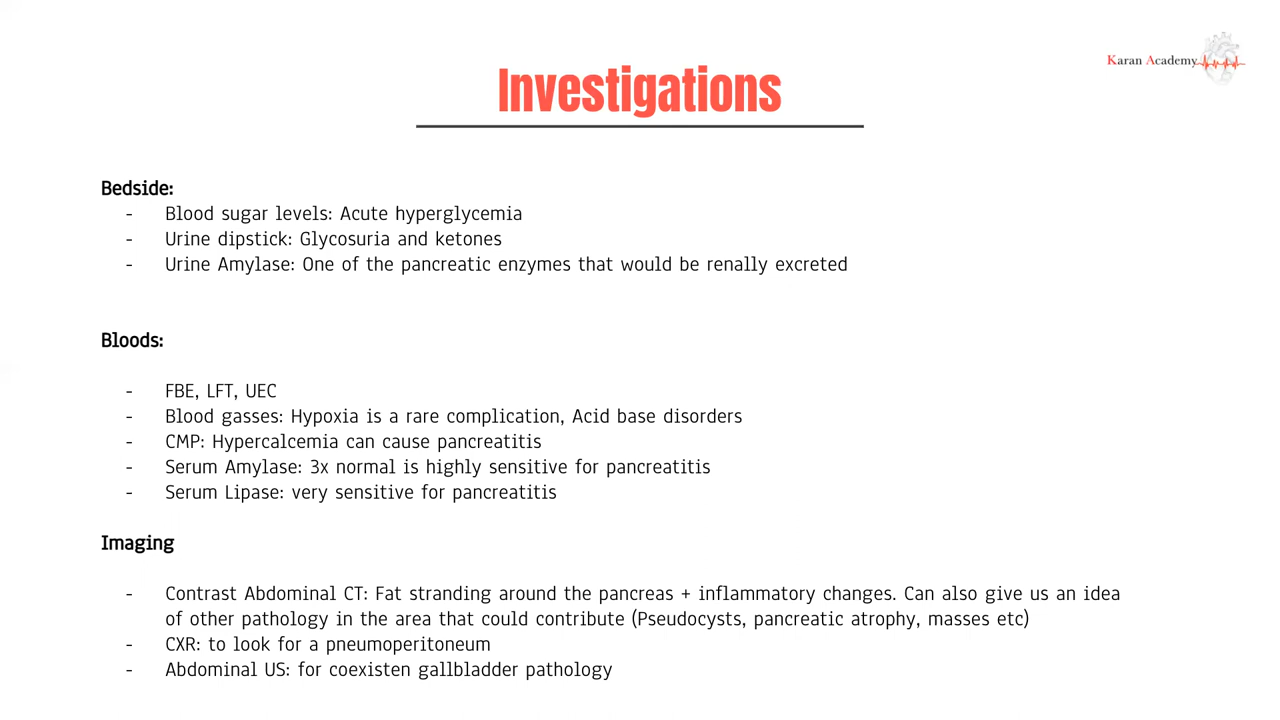 Karan Academy
Investigations
Bedside:
- Blood sugar levels: Acute hyperglycemia
- Urine dipstick: Glycosuria and ketones
- Urine Amylase: One of the pancreatic enzymes that would be renally excreted
Bloods:
- FBE, LFT, UEC
- Blood gasses: Hypoxia is a rare complication, Acid base disorders
- CMP: Hypercalcemia can cause pancreatitis
- Serum Amylase: 3x normal is highly sensitive for pancreatitis
- Serum Lipase: very sensitive for pancreatitis
Imaging
- Contrast Abdominal CT: Fat stranding around the pancreas + inflammatory changes. Can also give us an idea
of other pathology in the area that could contribute (Pseudocysts, pancreatic atrophy, masses etc)
- CXR: to look for a pneumoperitoneum
- Abdominal US: for coexisten gallbladder pathology